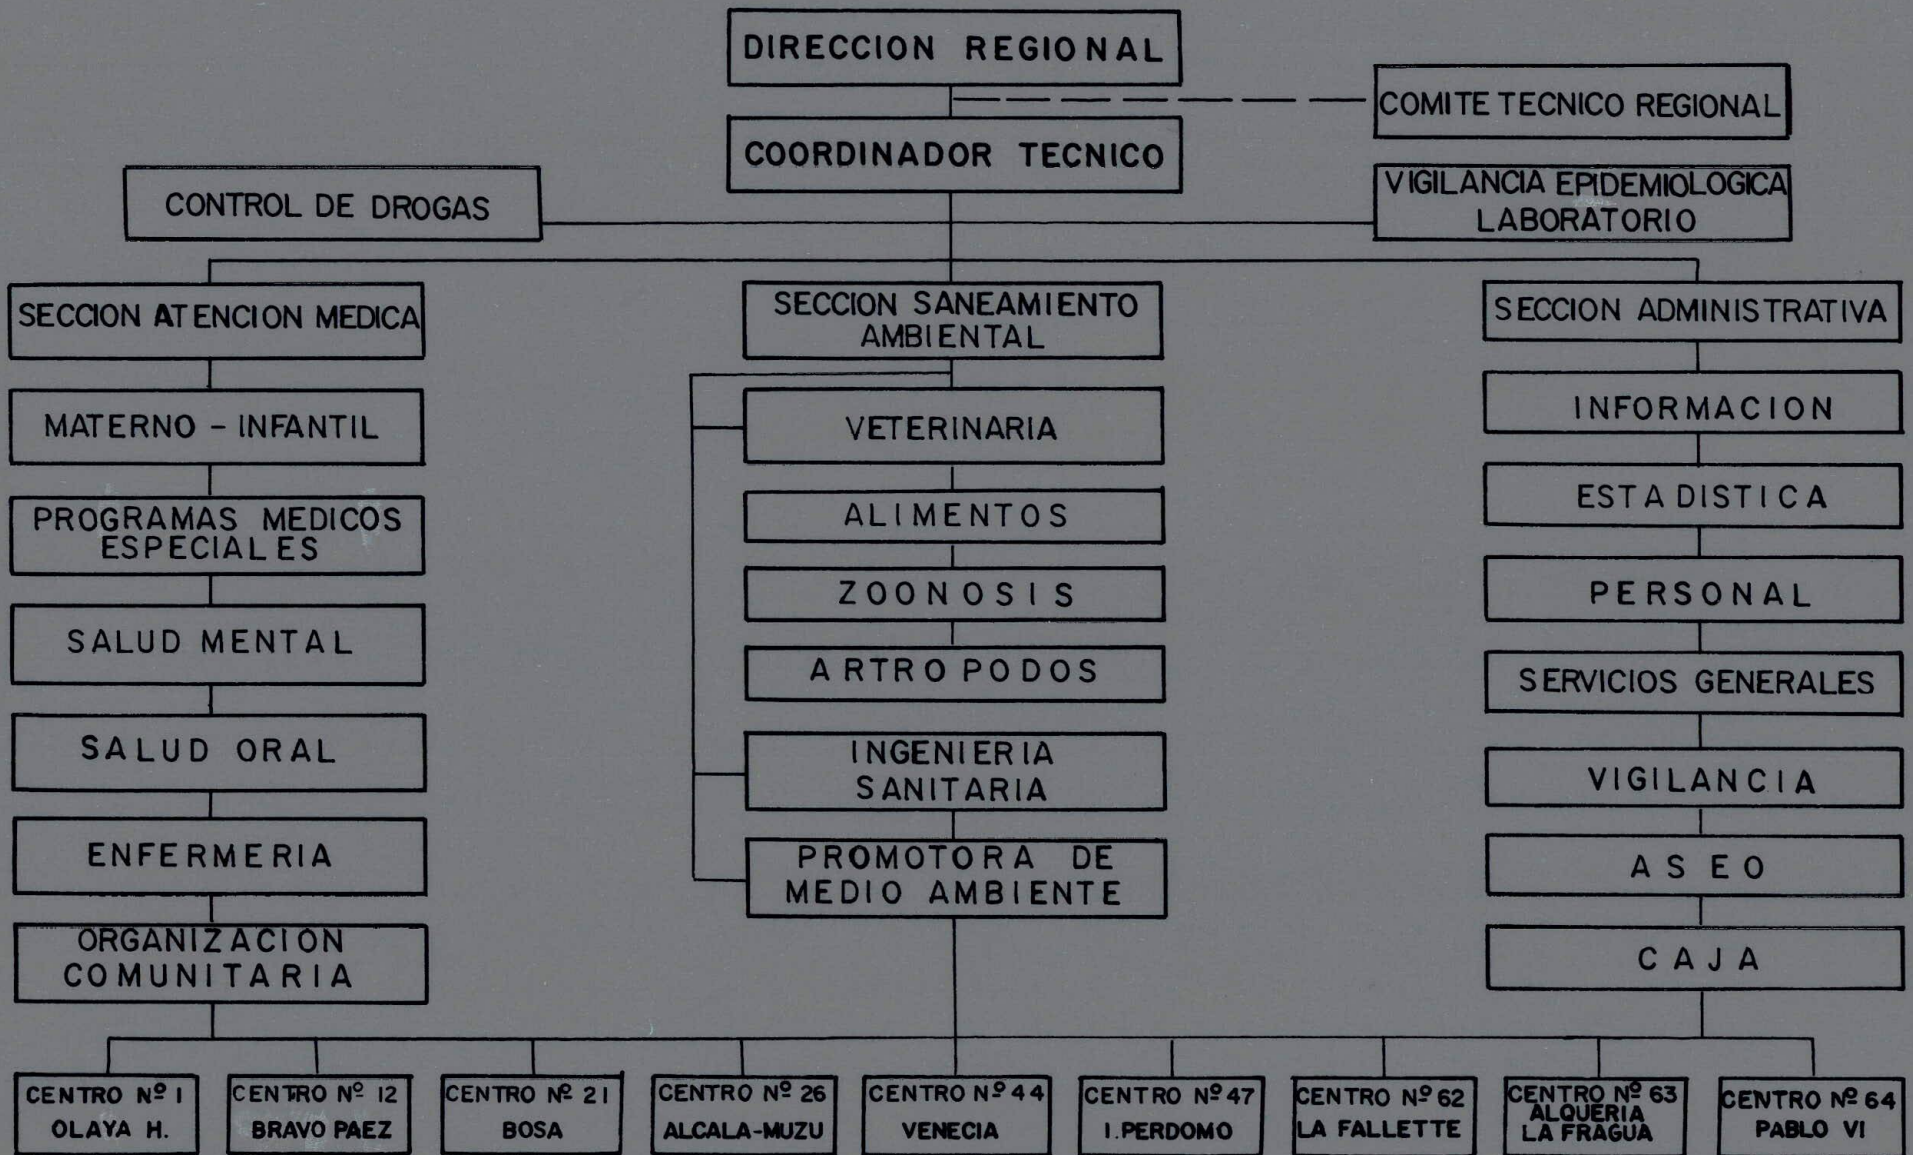 DIRECCION REGIONAL
COMITE TECNICO REGIONAL
COORDINADOR TECNICO
CONTROL DE DROGAS
VIGILANCIA EPIDEMIOLOGICA
LABORATORIO
SECCION ATENCION MEDICA
MATERNO - INFANTIL
PROGRAMAS MEDICOS
ESPECIALES
SALUD MENTAL
SALUD ORAL
ENFERMERIA
ORGANIZACION
COMUNITARIA
SECCION SANEAMIENTO
AMBIENTAL
VETERINARIA
ALIMENTOS
ZOONOSIS
ARTROPODOS
INGENIERIA
SANITARIA
PROMOTORA DE
MEDIO AMBIENTE
SECCION ADMINISTRATIVA
INFORMACION
ESTADISTICA
PERSONAL
SERVICIOS GENERALES
VIGILANCIA
ASEO
CAJA
CENTRO Nº 1
OLAYA H.
CENTRO Nº 12
BRAVO PAEZ
CENTRO Nº 21
BOSA
CENTRO Nº 26
ALCALA-MUZU
CENTRO Nº 44
VENECIA
CENTRO Nº 47
I. PERDOMO
CENTRO Nº 62
LA FALLETTE
CENTRO Nº 63
ALQUERIA
LA FRAGUA
CENTRO Nº 64
PABLO VI